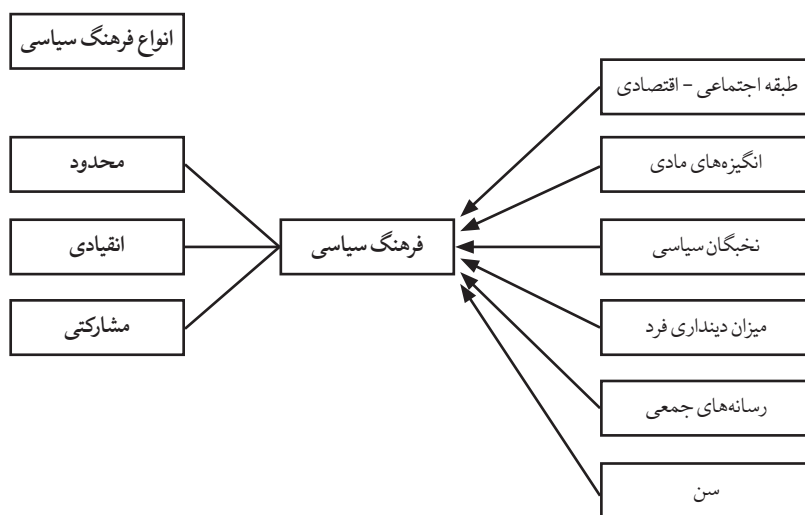 انواع فرهنگ سیاسی
طبقه اجتماعی - اقتصادی
انگیزه‌های مادی
نخبگان سیاسی
میزان دینداری فرد
رسانه‌های جمعی
سن
فرهنگ سیاسی
محدود
انقیادی
مشارکتی